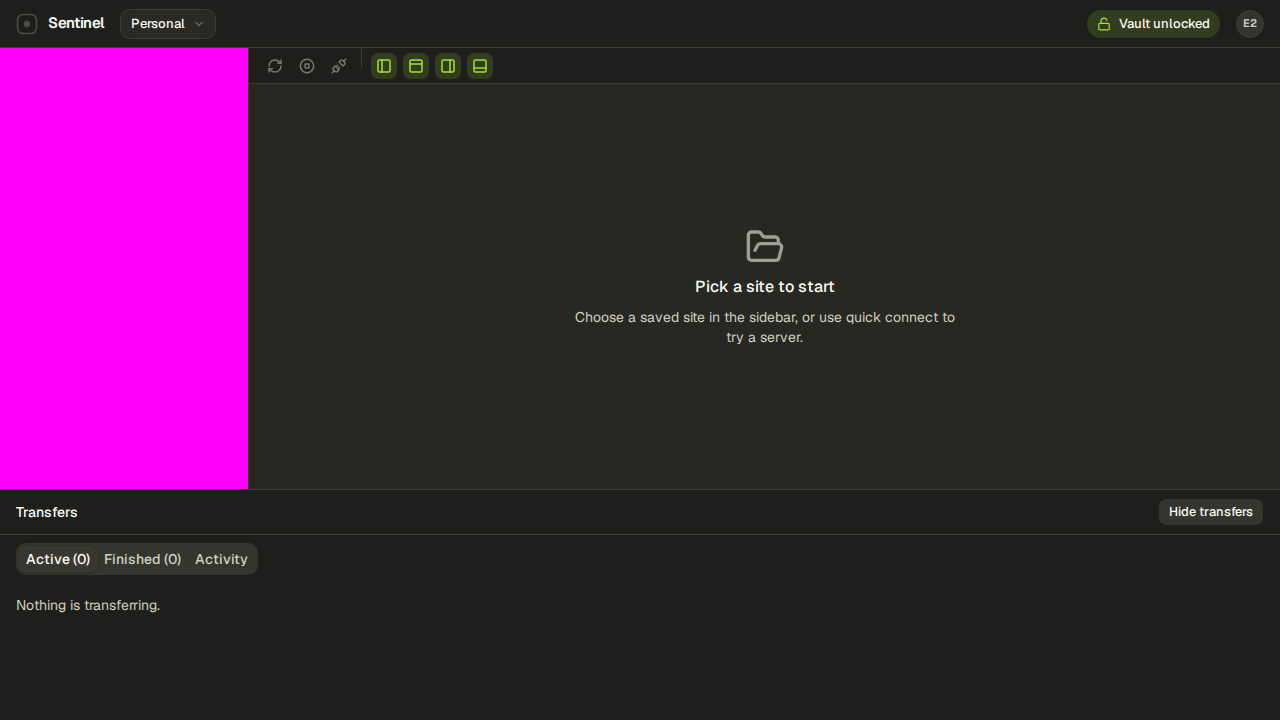 Sentinel
Personal
Vault unlocked
E2
Pick a site to start
Choose a saved site in the sidebar, or use quick connect to
try a server.
Transfers
Hide transfers
Active (0)
Finished (0)
Activity
Nothing is transferring.